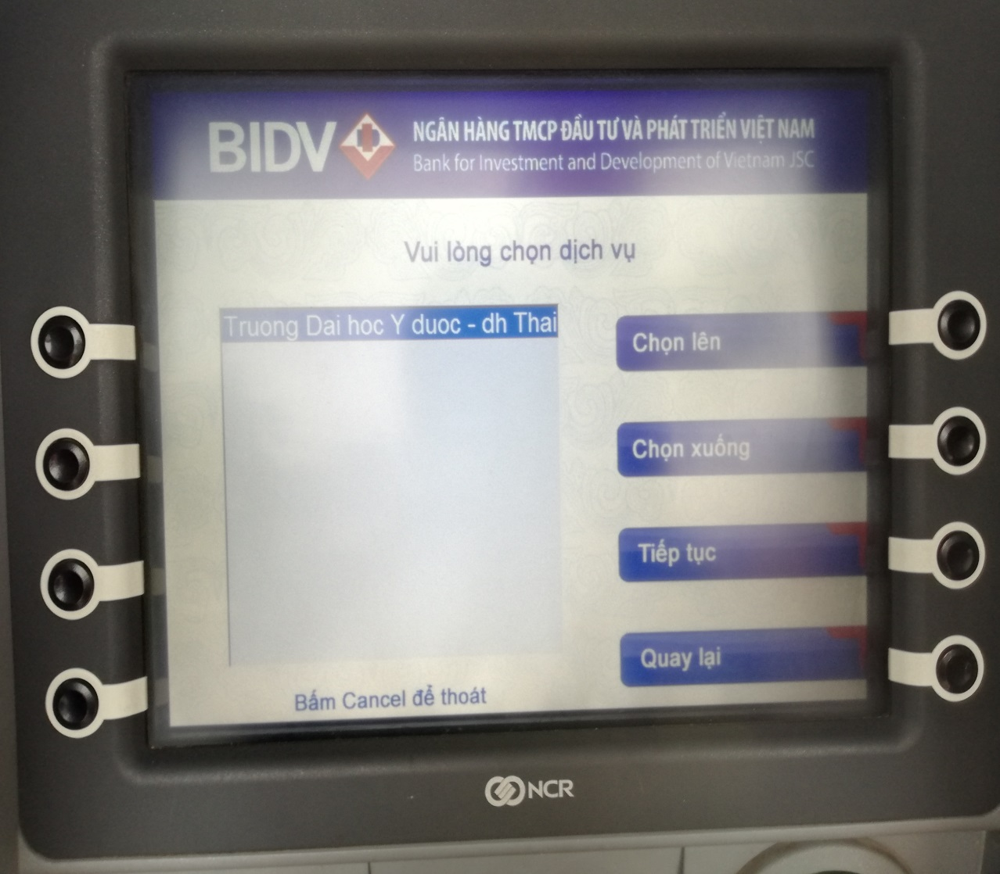 BIDV
NGÂN HÀNG TMCP ĐẦU TƯ VÀ PHÁT TRIỂN VIỆT NAM
Bank for Investment and Development of Vietnam JSC
Vui lòng chọn dịch vụ
Truong Dai hoc Y duoc - dh Thai
Chọn lên
Chọn xuống
Tiếp tục
Quay lại
Bấm Cancel để thoát
NCR